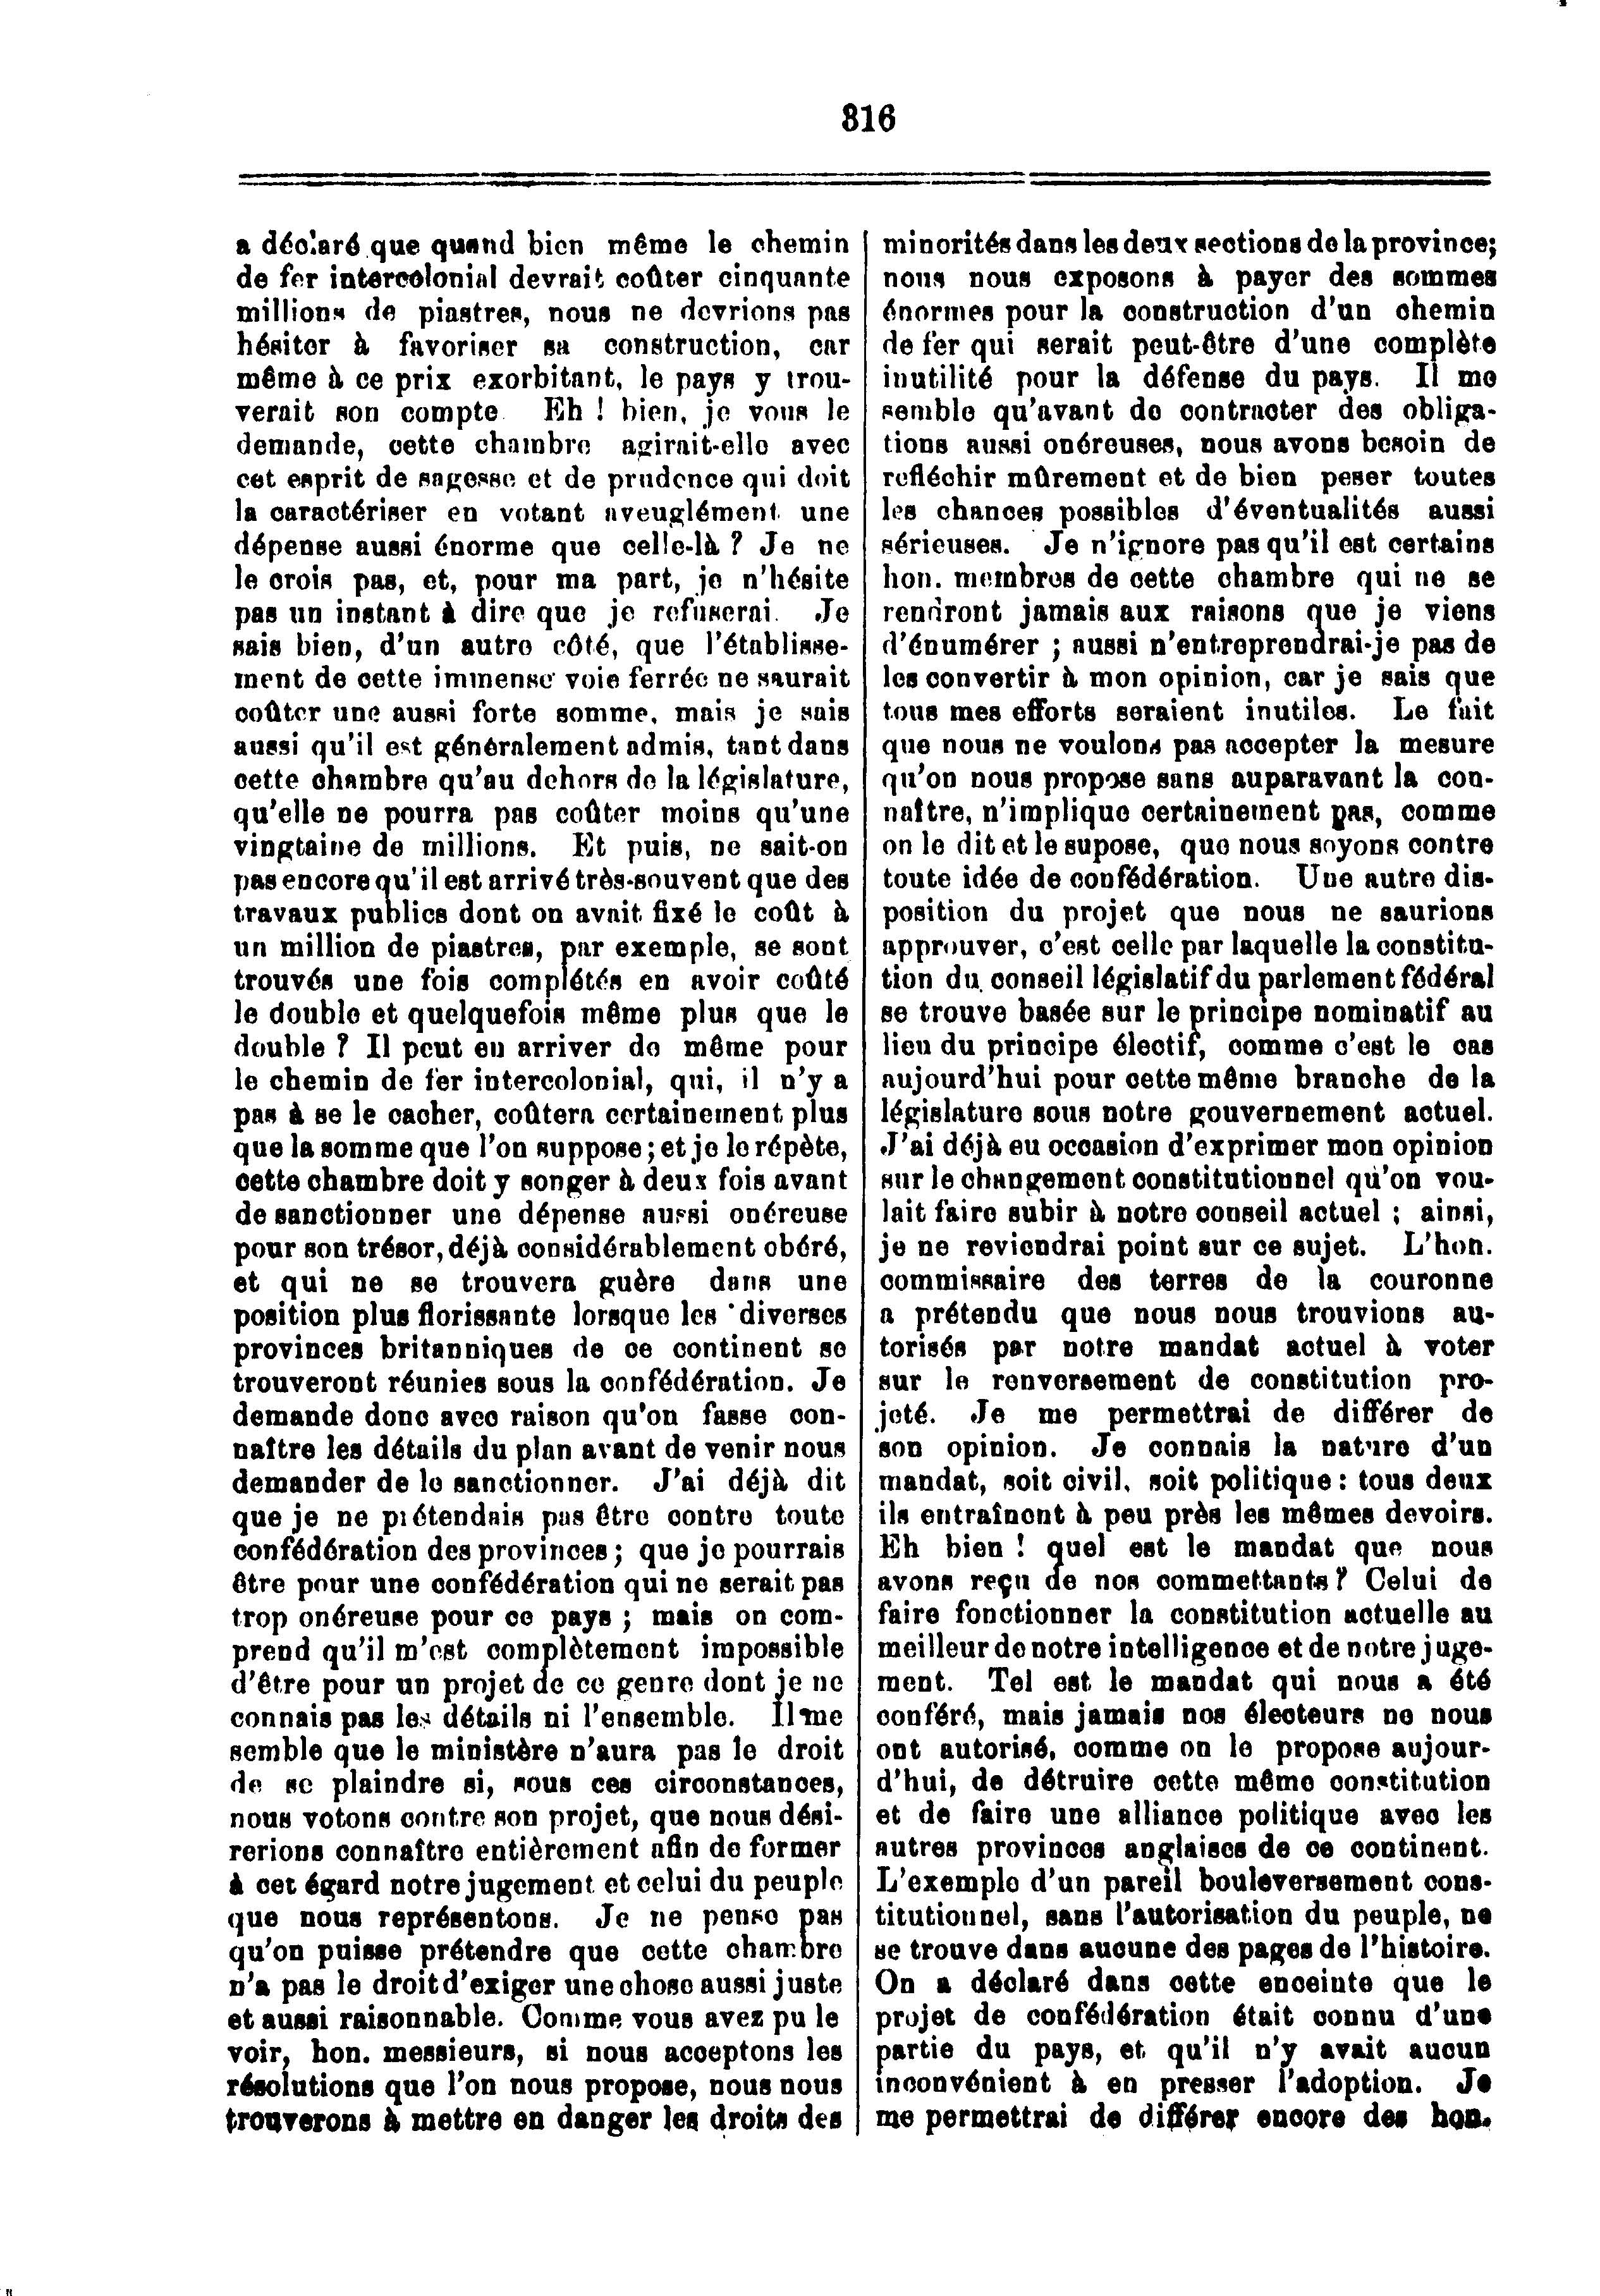 316
a déclaré que quand bien même le chemin
de fer intercolonial devrait coûter cinquante
millions de piastres, nous ne devrions pas
hésiter à favoriser sa construction, car
même à ce prix exorbitant, le pays y trou-
verait son compte. Eh ! bien, je vous le
demande, cette chambre agirait-elle avec
cet esprit de sagesse et de prudence qui doit
la caractériser en votant aveuglément une
dépense aussi énorme que celle-là ? Je ne
le crois pas, et, pour ma part, je n'hésite
pas un instant à dire que je refuserai. Je
sais bien, d'un autre côté, que l'établisse-
ment de cette immense voie ferrée ne saurait
coûter une aussi forte somme, mais je sais
aussi qu'il est généralement admis, tant dans
cette chambre qu'au dehors de la législature,
qu'elle ne pourra pas coûter moins qu'une
vingtaine de millions. Et puis, ne sait-on
pas encore qu'il est arrivé très-souvent que des
travaux publics dont on avait fixé le coût à
un million de piastres, par exemple, se sont
trouvés une fois complétés en avoir coûté
le double et quelquefois même plus que le
double ? Il peut en arriver de même pour
le chemin de fer intercolonial, qui, il n'y a
pas à se le cacher, coûtera certainement plus
que la somme que l'on suppose ; et je le répète,
cette chambre doit y songer à deux fois avant
de sanctionner une dépense aussi onéreuse
pour son trésor, déjà considérablement obéré,
et qui ne se trouvera guère dans une
position plus florissante lorsque les diverses
provinces britanniques de ce continent se
trouveront réunies sous la confédération. Je
demande donc avec raison qu'on fasse con-
naître les détails du plan avant de venir nous
demander de le sanctionner. J'ai déjà dit
que je ne prétendais pas être contre toute
confédération des provinces ; que je pourrais
être pour une confédération qui ne serait pas
trop onéreuse pour ce pays ; mais on com-
prend qu'il m'est complètement impossible
d'être pour un projet de ce genre dont je ne
connais pas les détails ni l'ensemble. Il me
semble que le ministère n'aura pas le droit
de se plaindre si, sous ces circonstances,
nous votons contre son projet, que nous dési-
rerions connaître entièrement afin de former
à cet égard notre jugement et celui du peuple
que nous représentons. Je ne pense pas
qu'on puisse prétendre que cette chambre
n'a pas le droit d'exiger une chose aussi juste
et aussi raisonnable. Comme vous avez pu le
voir, hon. messieurs, si nous acceptons les
résolutions que l'on nous propose, nous nous
trouverons à mettre en danger les droits des
minorités dans les deux sections de la province;
nous nous exposons à payer des sommes
énormes pour la construction d'un chemin
de fer qui serait peut-être d'une complète
inutilité pour la défense du pays. Il me
semble qu'avant de contracter des obliga-
tions aussi onéreuses, nous avons besoin de
refléchir mûrement et de bien peser toutes
les chances possibles d'éventualités aussi
sérieuses. Je n'ignore pas qu'il est certains
hon. membres de cette chambre qui ne se
rendront jamais aux raisons que je viens
d'énumérer ; aussi n'entreprendrai-je pas de
les convertir à mon opinion, car je sais que
tous mes efforts seraient inutiles. Le fait
que nous ne voulons pas accepter la mesure
qu'on nous propose sans auparavant la con-
naître, n'implique certainement pas, comme
on le dit et le supose, que nous soyons contre
toute idée de confédération. Une autre dis-
position du projet que nous ne saurions
approuver, c'est celle par laquelle la constitu-
tion du conseil législatif du parlement fédéral
se trouve basée sur le principe nominatif au
lieu du principe électif, comme c'est le cas
aujourd'hui pour cette même branche de la
législature sous notre gouvernement actuel.
J'ai déjà eu occasion d'exprimer mon opinion
sur le changement constitutionnel qu'on vou-
lait faire subir à notre conseil actuel ; ainsi,
je ne reviendrai point sur ce sujet. L'hon.
commissaire des terres de la couronne
a prétendu que nous nous trouvions au-
torisés par notre mandat actuel à voter
sur le renversement de constitution pro-
jeté. Je me permettrai de différer de
son opinion. Je connais la nature d'un
mandat, soit civil, soit politique : tous deux
ils entraînent à peu près les mêmes devoirs.
Eh bien ! quel est le mandat que nous
avons reçu de nos commettants ? Celui de
faire fonctionner la constitution actuelle au
meilleur de notre intelligence et de notre juge-
ment. Tel est le mandat qui nous a été
conféré, mais jamais nos électeurs ne nous
ont autorisé, comme on le propose aujour-
d'hui, de détruire cette même constitution
et de faire une alliance politique avec les
autres provinces anglaises de ce continent.
L'exemple d'un pareil bouleversement cons-
titutionnel, sans l'autorisation du peuple, ne
se trouve dans aucune des pages de l'histoire.
On a déclaré dans cette enceinte que le
projet de confédération était connu d'une
partie du pays, et qu'il n'y avait aucun
inconvénient à en presser l'adoption. Je
me permettrai de différer encore des hon.